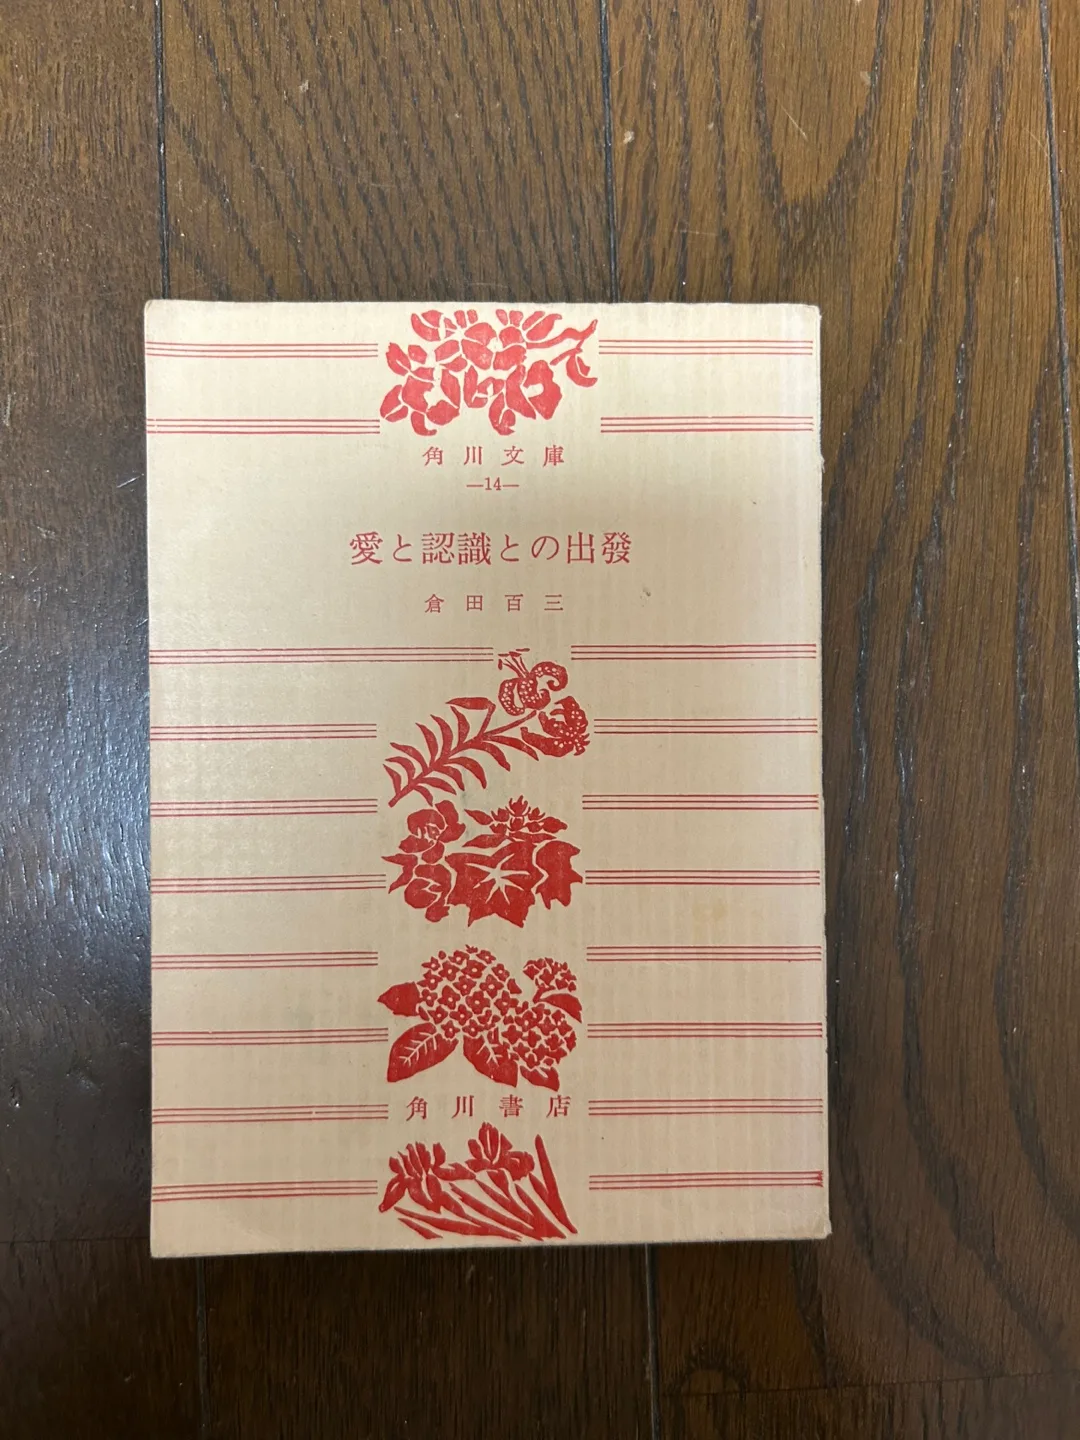 角川文庫
—14—
愛と認識との出發
倉田百三
角川書店